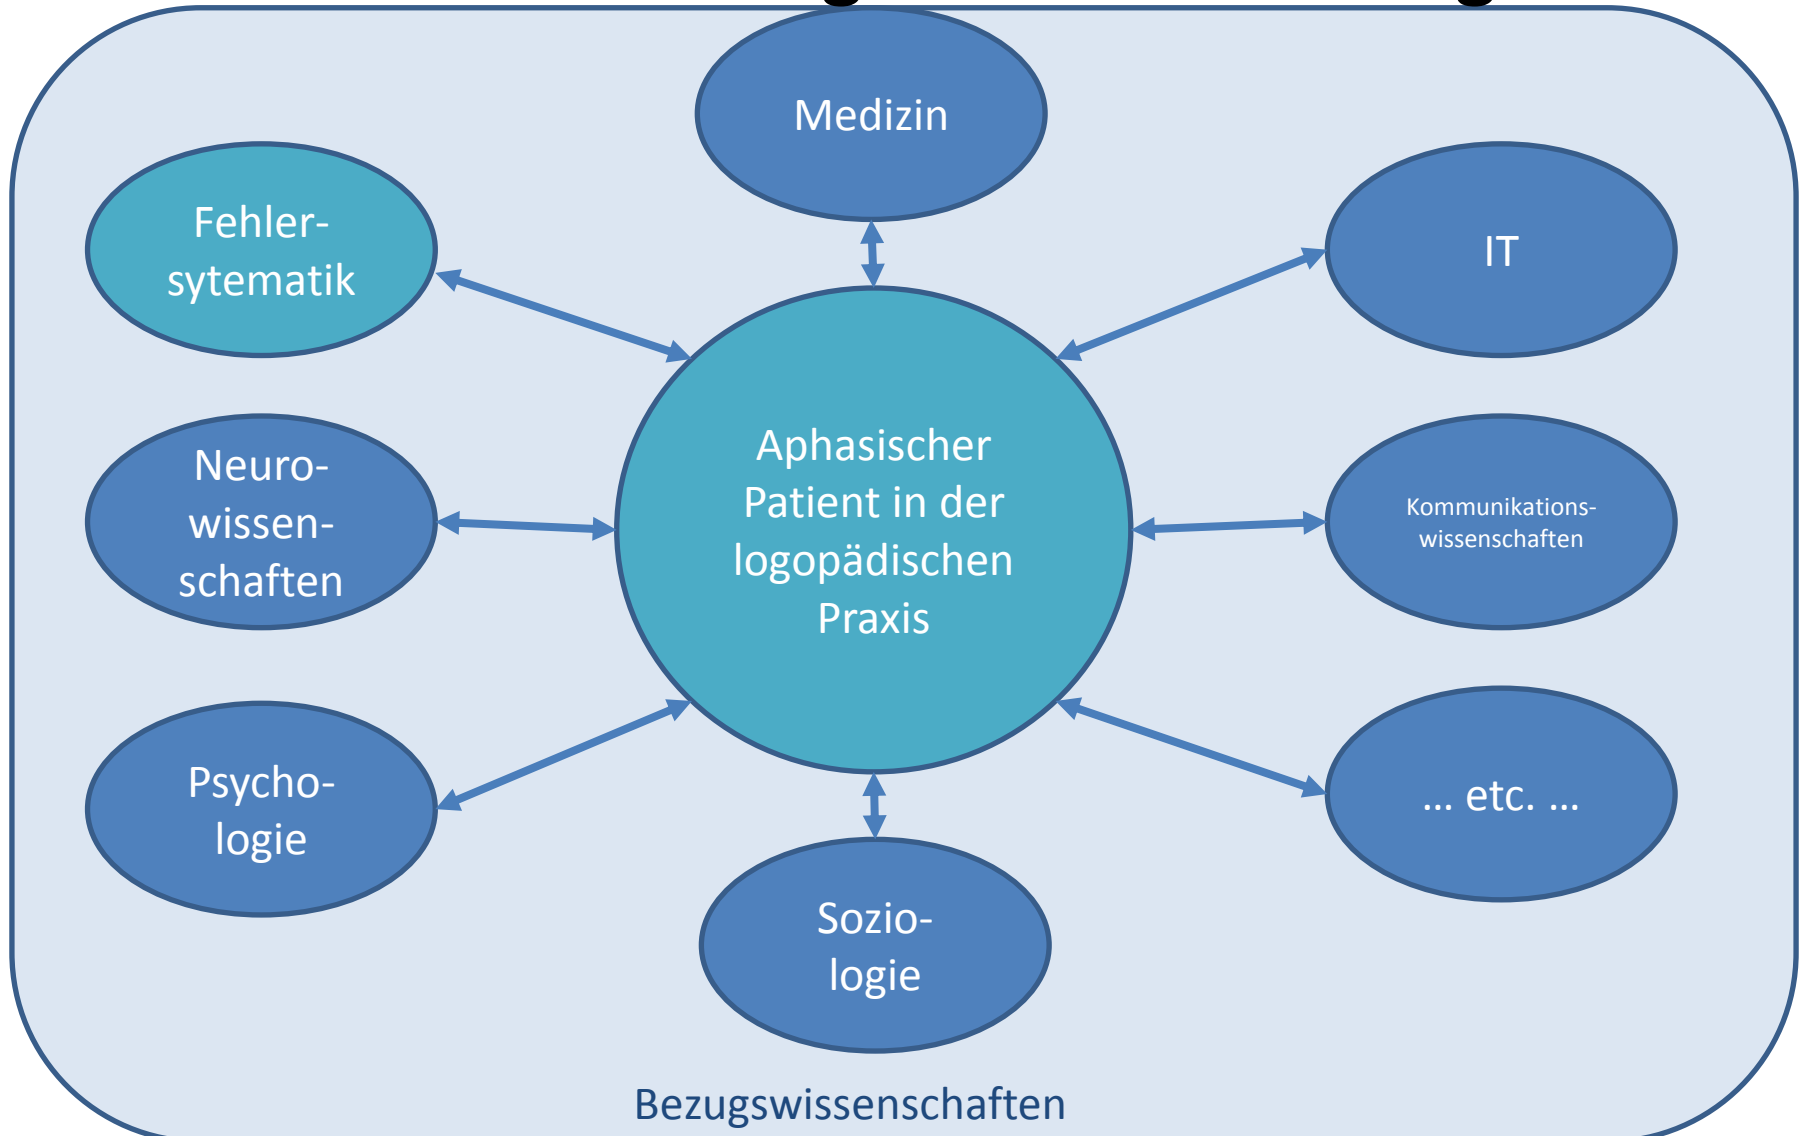 Medizin
Fehler-
sytematik
IT
Neuro-
wissen-
schaften
Aphasischer
Patient in der
logopädischen
Praxis
Kommunikations-
wissenschaften
Psycho-
logie
... etc. ...
Sozio-
logie
Bezugswissenschaften